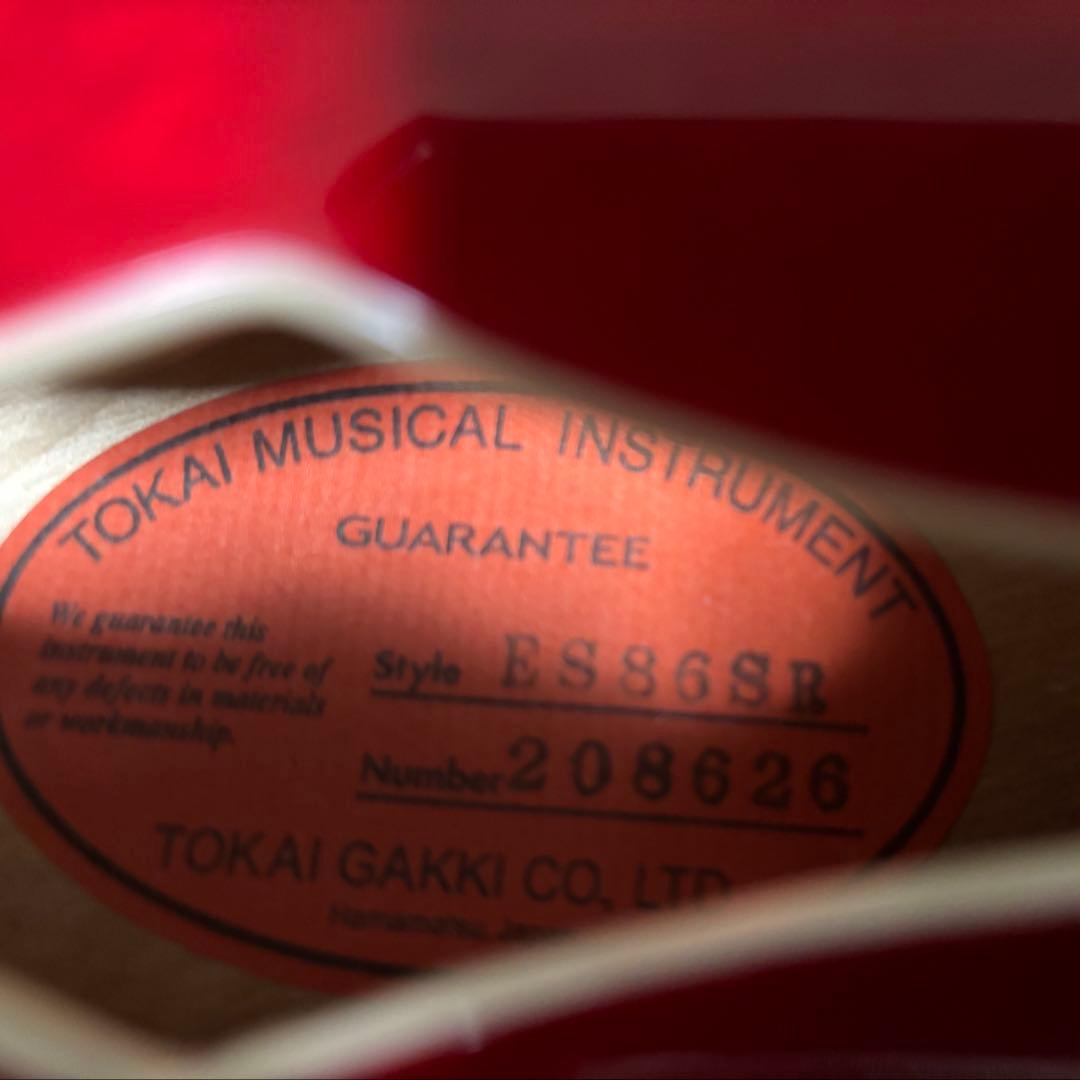 TOKAI MUSICAL INSTRUMENT
GUARANTEE
We guarantee this
instrument to be free of
any defects in materials
or workmanship.
Style ES86SR
Number 208626
TOKAI GAKKI CO., LTD
Hamamatsu,